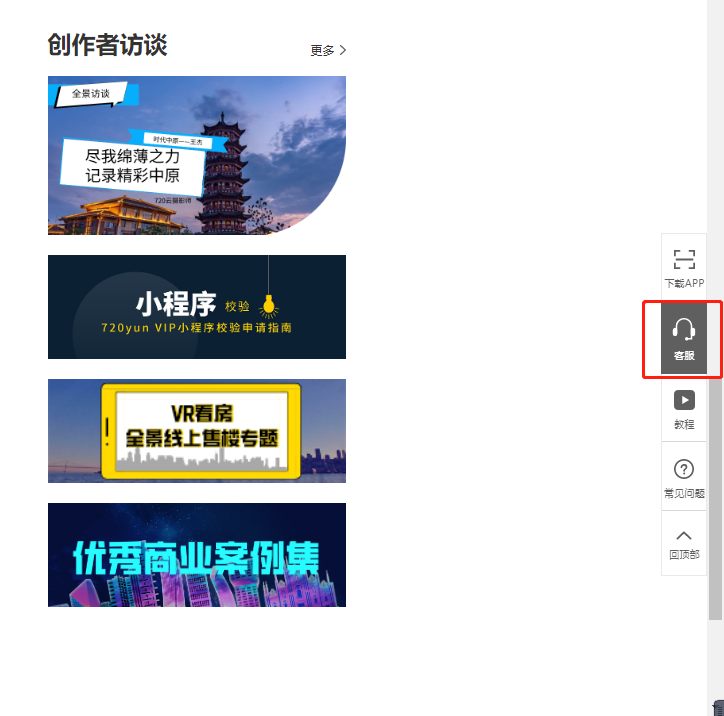 创作者访谈
更多
全景访谈
时代中原——王杰
尽我绵薄之力
记录精彩中原
720云摄影师
小程序 校验
720yun VIP小程序校验申请指南
VR看房
全景线上售楼专题
优秀商业案例集
下载APP
客服
教程
常见问题
回顶部